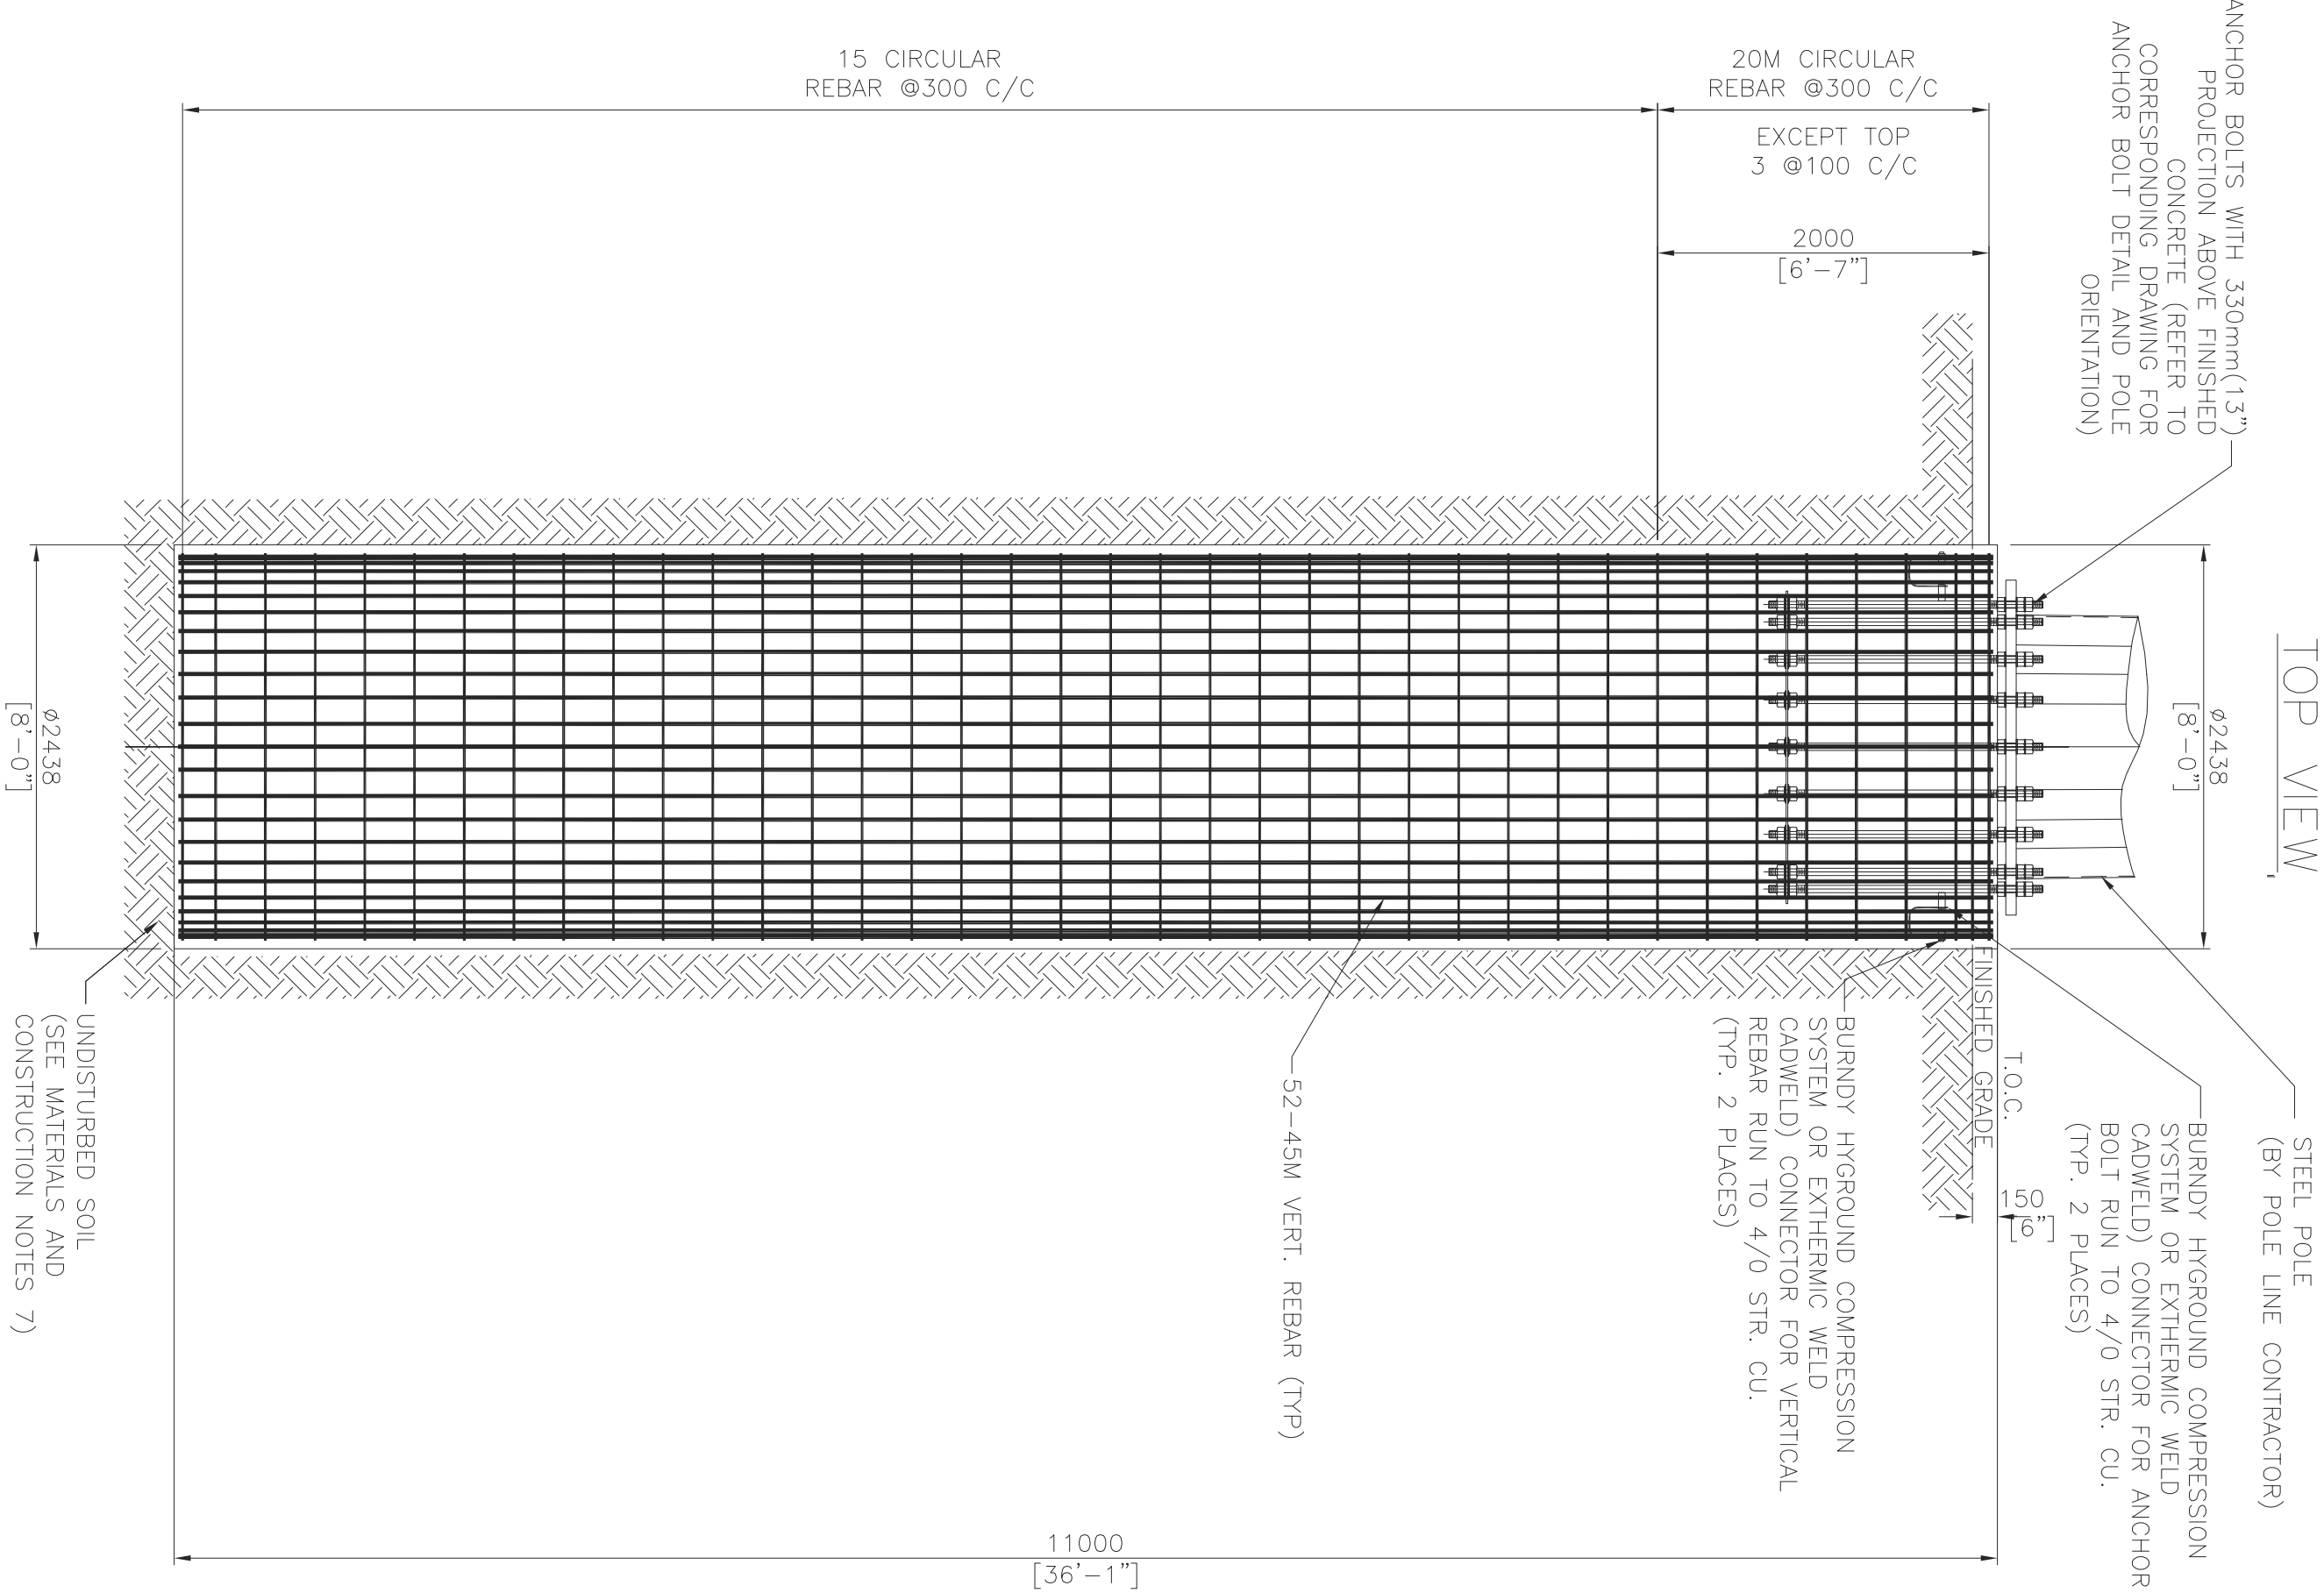 15 CIRCULAR
REBAR @300 C/C
20M CIRCULAR
REBAR @300 C/C
EXCEPT TOP
3 @100 C/C
2000
[6'-7"]
ANCHOR BOLTS WITH 330mm(13")
PROJECTION ABOVE FINISHED
CONCRETE (REFER TO
CORRESPONDING DRAWING FOR
ANCHOR BOLT DETAIL AND POLE
ORIENTATION)
TOP VIEW
Ø2438
[8'-0"]
Ø2438
[8'-0"]
STEEL POLE
(BY POLE LINE CONTRACTOR)
BURNDY HYGROUND COMPRESSION
SYSTEM OR EXTHERMIC WELD
CADWELD) CONNECTOR FOR ANCHOR
BOLT RUN TO 4/0 STR. CU.
(TYP. 2 PLACES)
T.O.C.
FINISHED GRADE
150
[6"]
BURNDY HYGROUND COMPRESSION
SYSTEM OR EXTHERMIC WELD
CADWELD) CONNECTOR FOR VERTICAL
REBAR RUN TO 4/0 STR. CU.
(TYP. 2 PLACES)
52-45M VERT. REBAR (TYP)
UNDISTURBED SOIL
(SEE MATERIALS AND
CONSTRUCTION NOTES 7)
11000
[36'-1"]